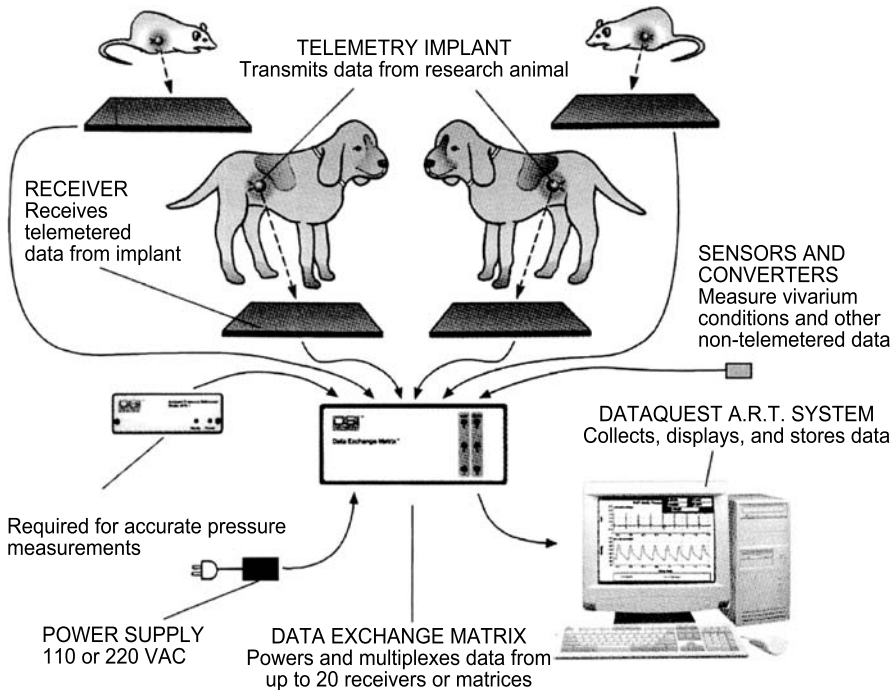 TELEMETRY IMPLANT
Transmits data from research animal
RECEIVER
Receives
telemetered
data from implant
SENSORS AND
CONVERTERS
Measure vivarium
conditions and other
non-telemetered data
DSI
DSI
Data Exchange Matrix™
DATAQUEST A.R.T. SYSTEM
Collects, displays, and stores data
Required for accurate pressure
measurements
POWER SUPPLY
110 or 220 VAC
DATA EXCHANGE MATRIX
Powers and multiplexes data from
up to 20 receivers or matrices